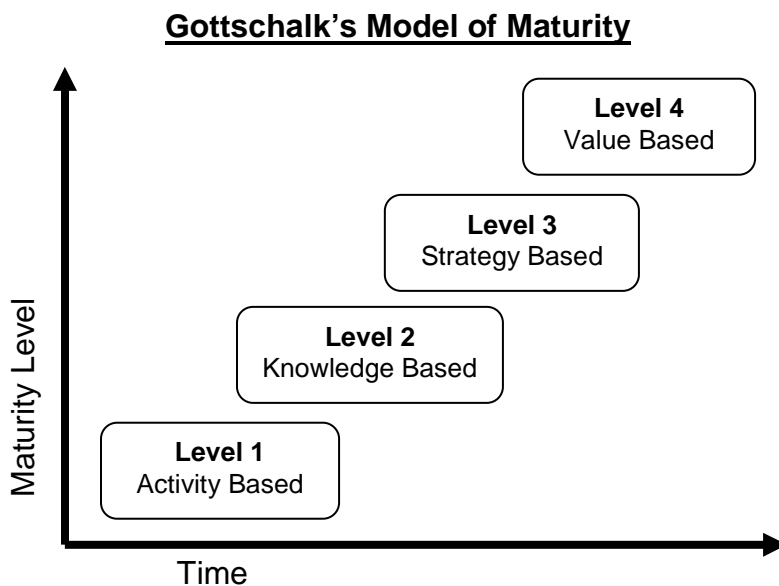 Gottschalk’s Model of Maturity
Level 4
Value Based
Level 3
Strategy Based
Level 2
Knowledge Based
Level 1
Activity Based
Maturity Level
Time